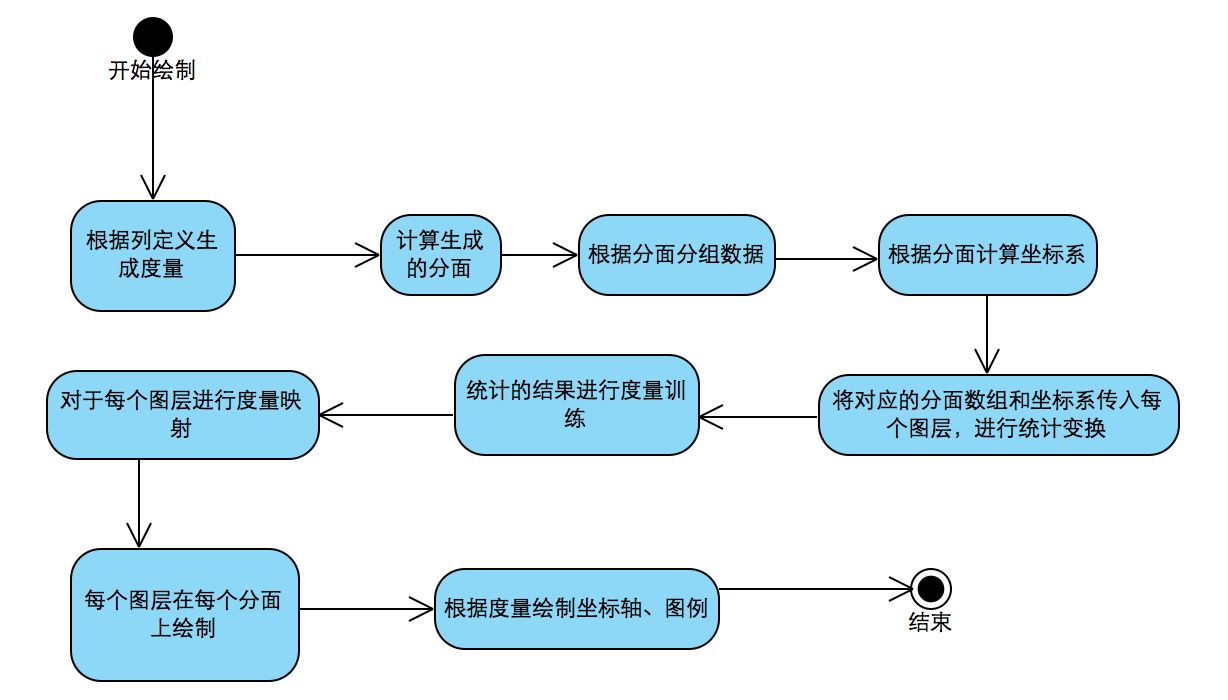 开始绘制
根据列定义生
成度量
计算生成
的分面
根据分面分组数据
根据分面计算坐标系
将对应的分面数组和坐标系传入每
个图层，进行统计变换
统计的结果进行度量训
练
对于每个图层进行度量映
射
每个图层在每个分面
上绘制
根据度量绘制坐标轴、图例
结束